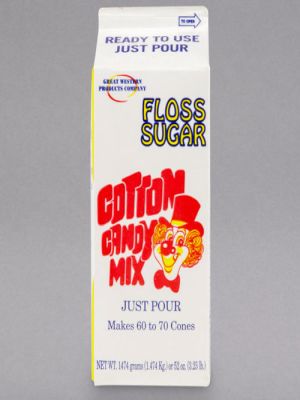 TO OPEN
READY TO USE
JUST POUR
GREAT WESTERN
PRODUCTS COMPANY
FLOSS
SUGAR
COTTON
CANDY
MIX
JUST POUR
Makes 60 to 70 Cones
NET WT. 1474 grams (1.474 Kg.) or 52 oz. (3.25 lb.)